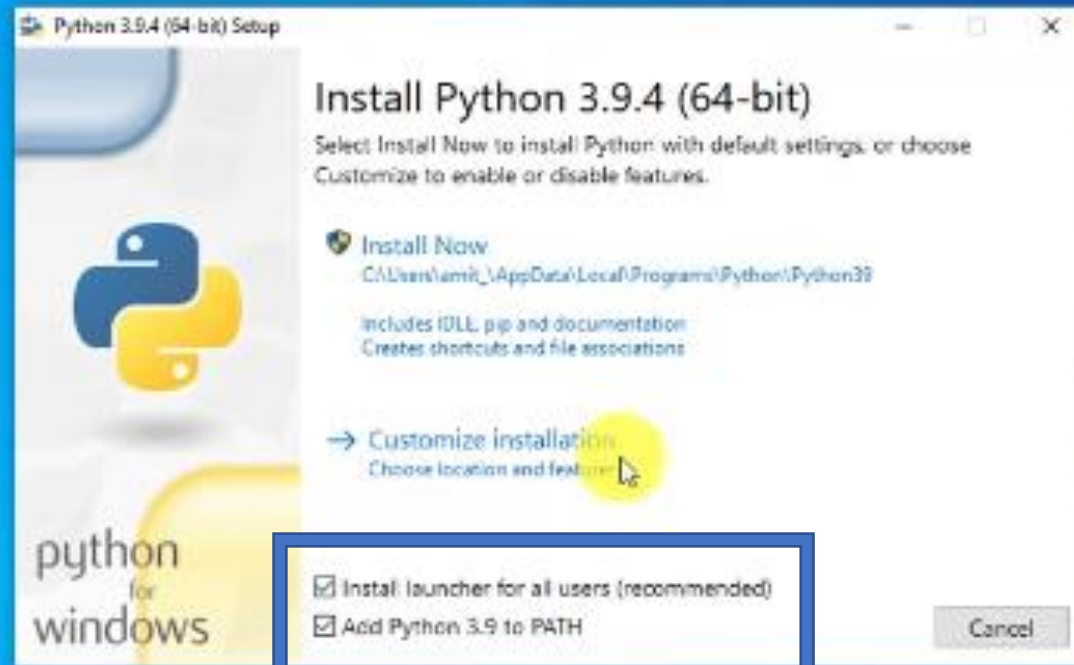 Python 3.9.4 (64-bit) Setup
Install Python 3.9.4 (64-bit)
Select Install Now to install Python with default settings, or choose
Customize to enable or disable features.
Install Now
C:\Users\amit_\AppData\Local\Programs\Python\Python39
Includes IDLE, pip and documentation
Creates shortcuts and file associations
→ Customize installation
Choose location and features
python
for
windows
Install launcher for all users (recommended)
Add Python 3.9 to PATH
Cancel